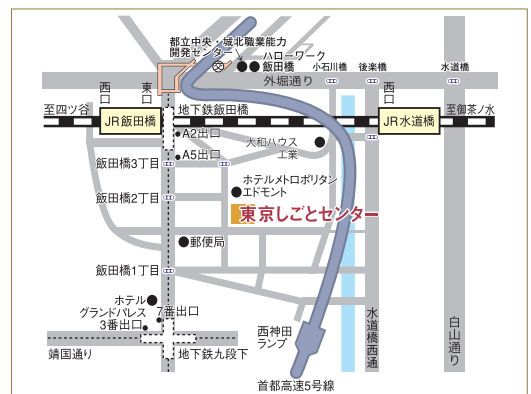 都立中央・城北職業能力
開発センター
ハローワーク
飯田橋
小石川橋
後楽橋
水道橋
外堀通り
西口
東口
西口
至四ツ谷
JR飯田橋
地下鉄飯田橋
JR水道橋
至御茶ノ水
A2出口
大和ハウス
工業
A5出口
飯田橋3丁目
ホテルメトロポリタン
エドモント
飯田橋2丁目
東京しごとセンター
郵便局
飯田橋1丁目
ホテル
グランドパレス
7番出口
3番出口
西神田
ランプ
水道橋西通り
白山通り
靖国通り
地下鉄九段下
首都高速5号線